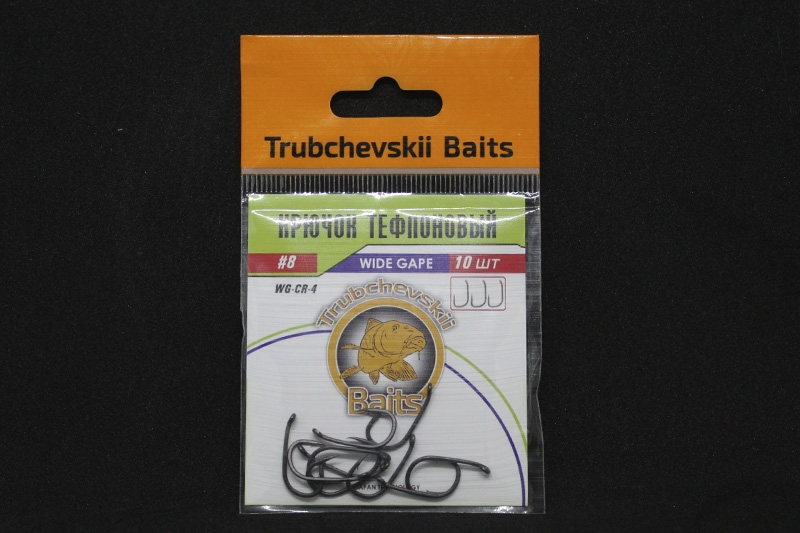 Trubchevskii Baits
КРЮЧОК ТЕФЛОНОВЫЙ
#8
WIDE GAPE
10 ШТ
WG-CR-4
Trubchevskii
Baits